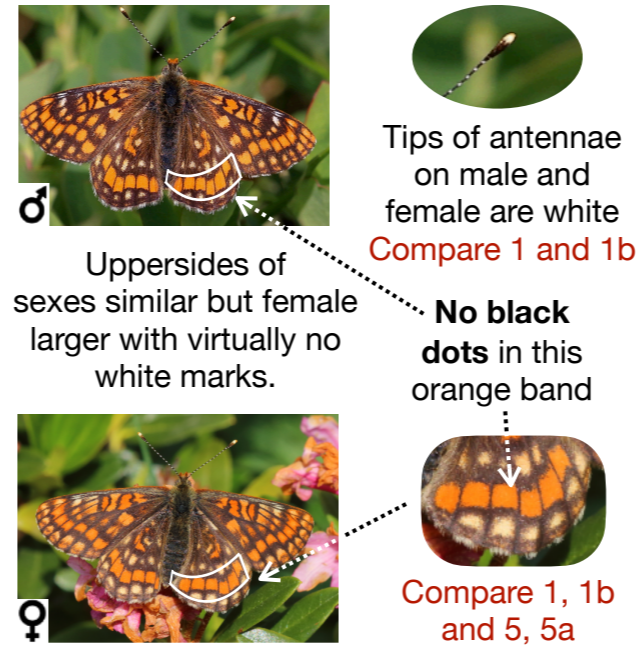 ♂
Tips of antennae
on male and
female are white
Compare 1 and 1b
Uppersides of
sexes similar but female
larger with virtually no
white marks.
No black
dots in this
orange band
♀
Compare 1, 1b
and 5, 5a